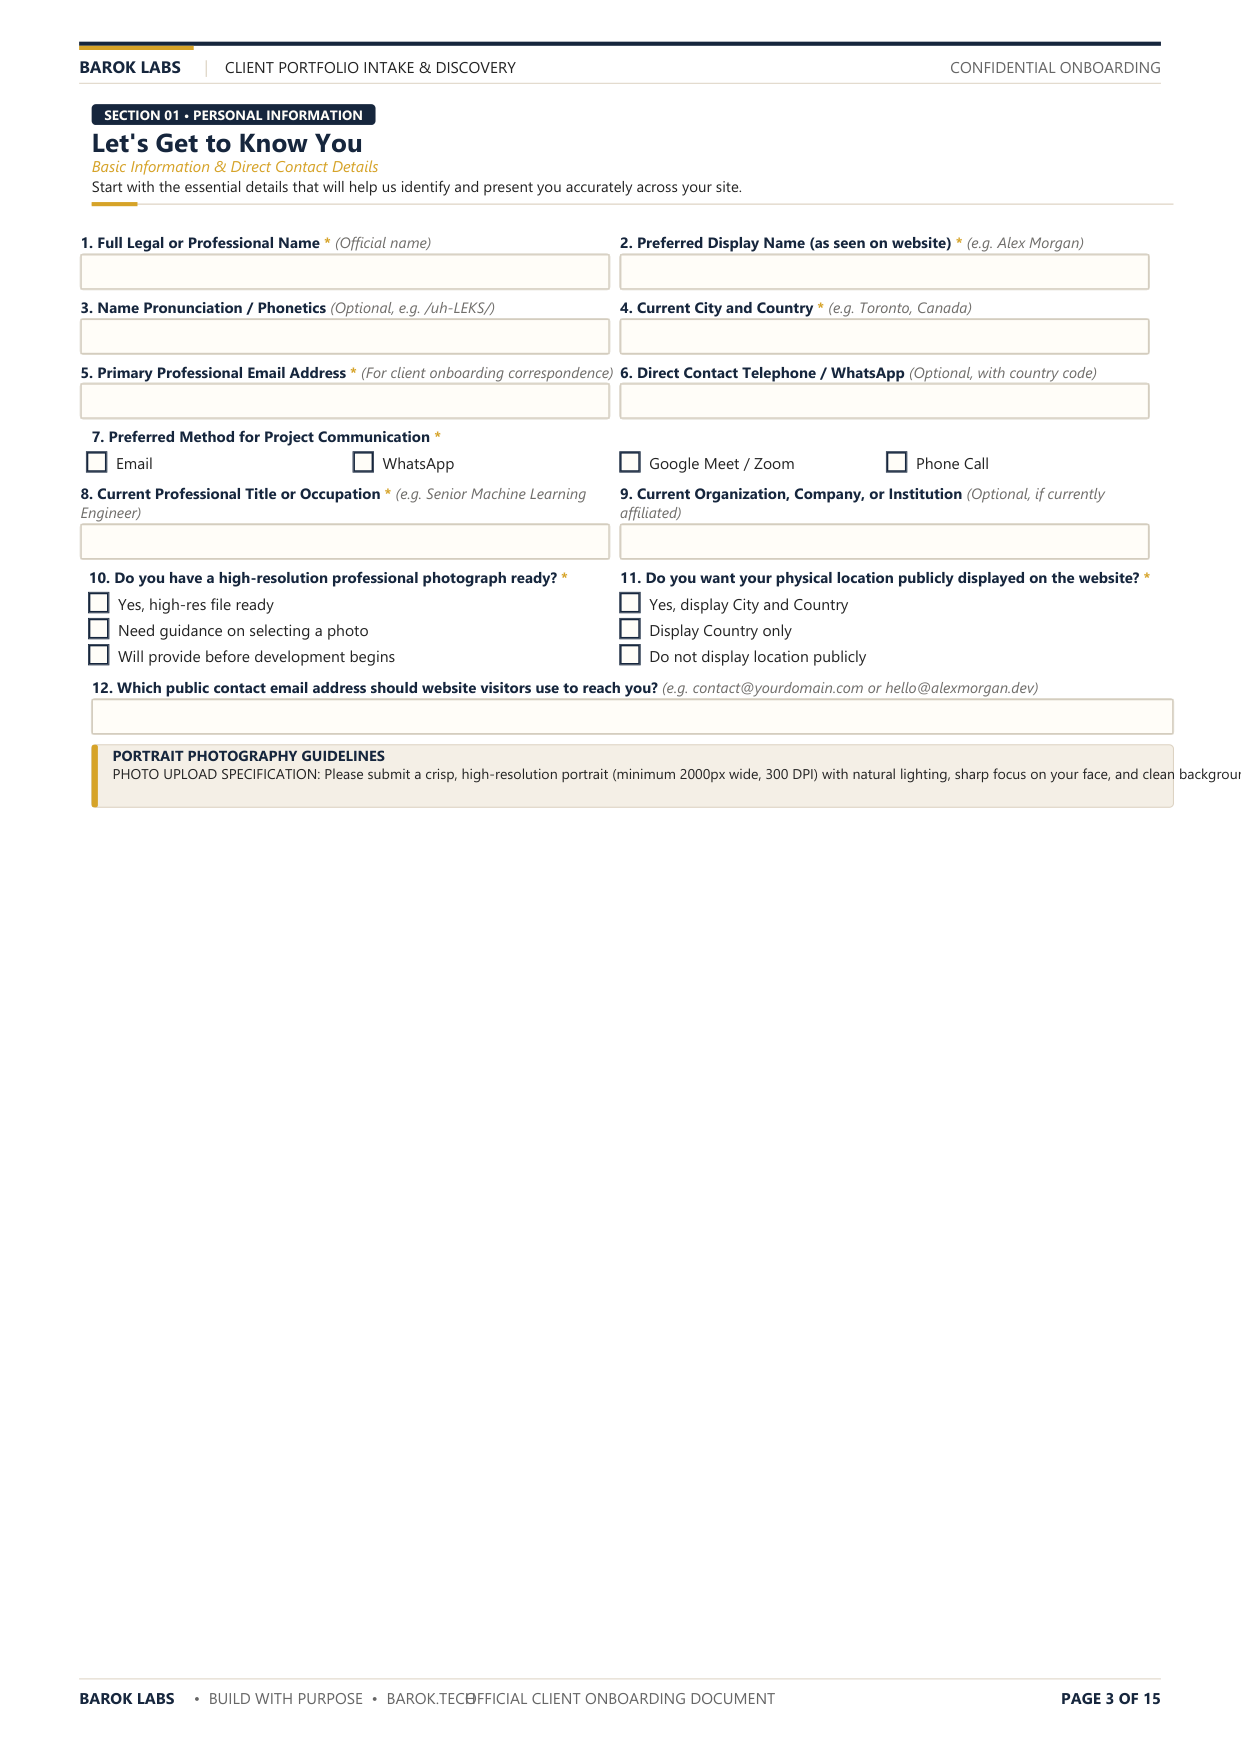 BAROK LABS | CLIENT PORTFOLIO INTAKE & DISCOVERY CONFIDENTIAL ONBOARDING
SECTION 01 • PERSONAL INFORMATION
Let's Get to Know You
Basic Information & Direct Contact Details
Start with the essential details that will help us identify and present you accurately across your site.
1. Full Legal or Professional Name * (Official name)
2. Preferred Display Name (as seen on website) * (e.g. Alex Morgan)
3. Name Pronunciation / Phonetics (Optional, e.g. /uh-LEKS/)
4. Current City and Country * (e.g. Toronto, Canada)
5. Primary Professional Email Address * (For client onboarding correspondence)
6. Direct Contact Telephone / WhatsApp (Optional, with country code)
7. Preferred Method for Project Communication *
Email WhatsApp Google Meet / Zoom Phone Call
8. Current Professional Title or Occupation * (e.g. Senior Machine Learning
Engineer)
9. Current Organization, Company, or Institution (Optional, if currently
affiliated)
10. Do you have a high-resolution professional photograph ready? *
Yes, high-res file ready
Need guidance on selecting a photo
Will provide before development begins
11. Do you want your physical location publicly displayed on the website? *
Yes, display City and Country
Display Country only
Do not display location publicly
12. Which public contact email address should website visitors use to reach you? (e.g. contact@yourdomain.com or hello@alexmorgan.dev)
PORTRAIT PHOTOGRAPHY GUIDELINES
PHOTO UPLOAD SPECIFICATION: Please submit a crisp, high-resolution portrait (minimum 2000px wide, 300 DPI) with natural lighting, sharp focus on your face, and clean
BAROK LABS • BUILD WITH PURPOSE • BAROK.TECH OFFICIAL CLIENT ONBOARDING DOCUMENT PAGE 3 OF 15